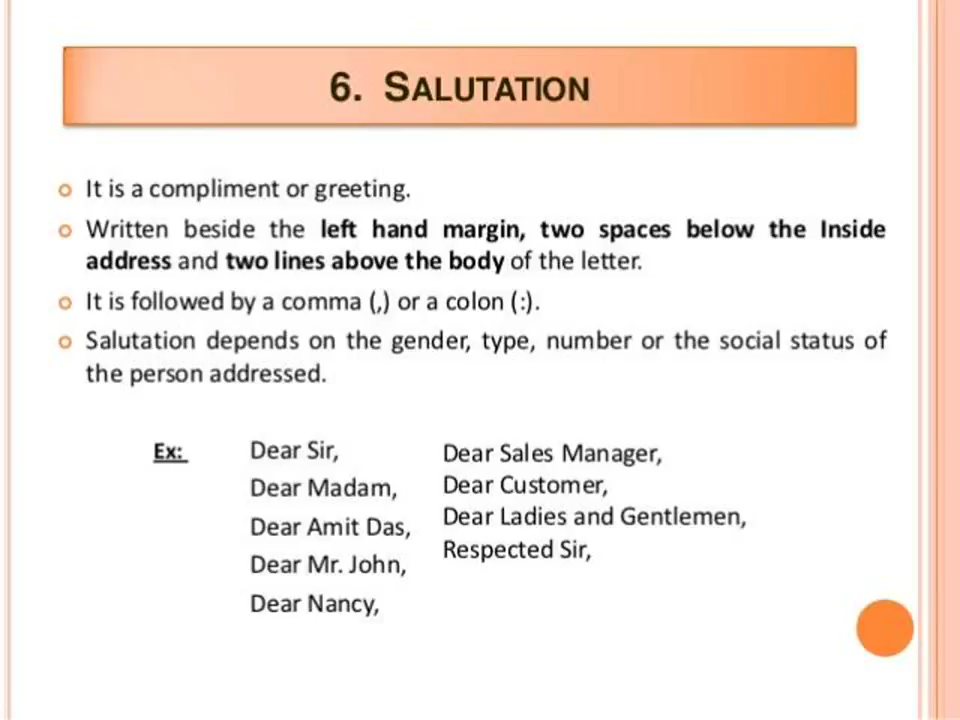 6. SALUTATION
It is a compliment or greeting.
Written beside the left hand margin, two spaces below the Inside
address and two lines above the body of the letter.
It is followed by a comma (,) or a colon (:).
Salutation depends on the gender, type, number or the social status of
the person addressed.
Ex:
Dear Sir,
Dear Madam,
Dear Amit Das,
Dear Mr. John,
Dear Nancy,
Dear Sales Manager,
Dear Customer,
Dear Ladies and Gentlemen,
Respected Sir,